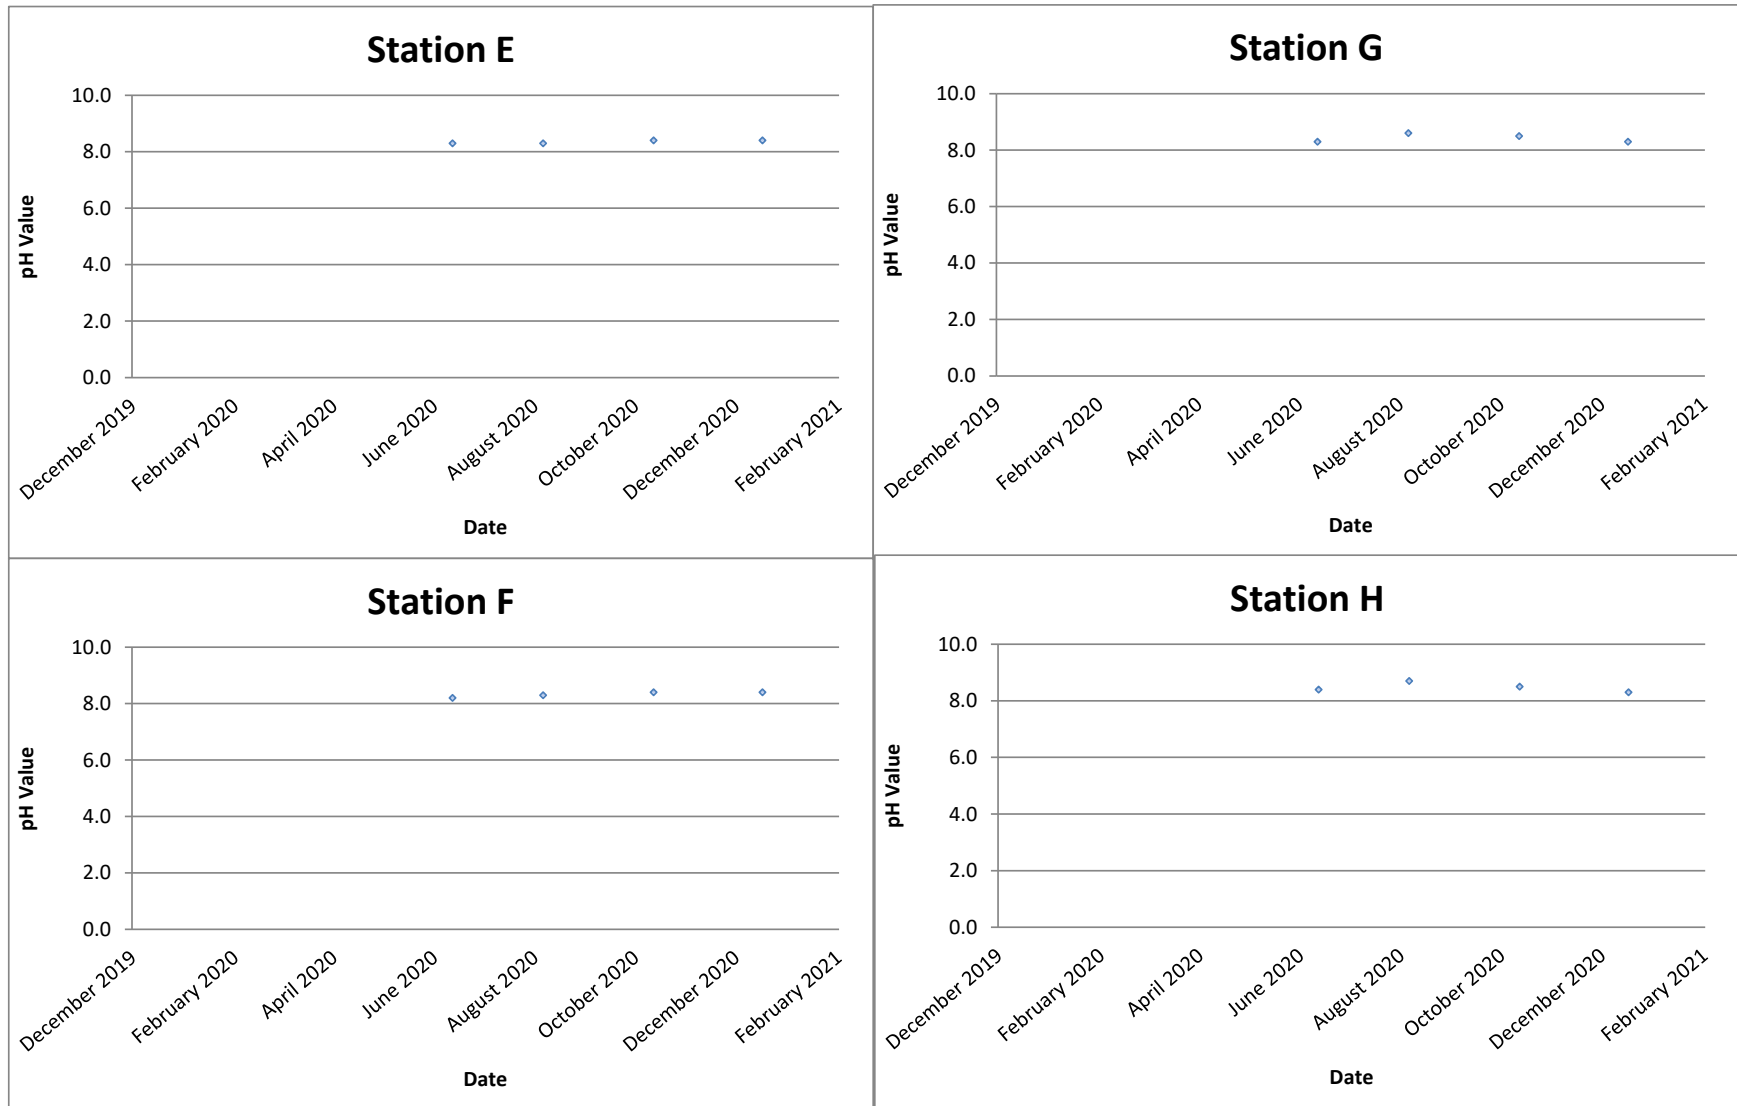 Station E
10.0
8.0
6.0
4.0
2.0
0.0
pH Value
December 2019
February 2020
April 2020
June 2020
August 2020
October 2020
December 2020
February 2021
Date
Station G
10.0
8.0
6.0
4.0
2.0
0.0
pH Value
December 2019
February 2020
April 2020
June 2020
August 2020
October 2020
December 2020
February 2021
Date
Station F
10.0
8.0
6.0
4.0
2.0
0.0
pH Value
December 2019
February 2020
April 2020
June 2020
August 2020
October 2020
December 2020
February 2021
Date
Station H
10.0
8.0
6.0
4.0
2.0
0.0
pH Value
December 2019
February 2020
April 2020
June 2020
August 2020
October 2020
December 2020
February 2021
Date